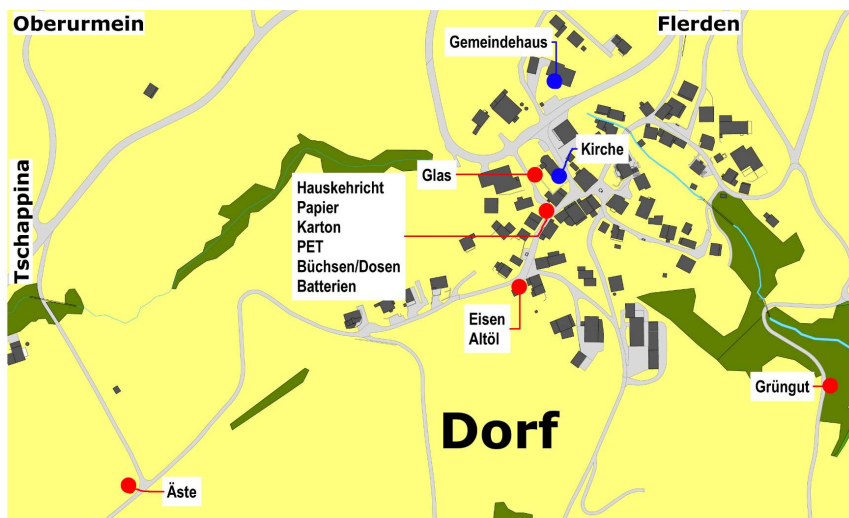 Oberurmein
Flerden
Gemeindehaus
Kirche
Glas
Tschappina
Hauskehricht
Papier
Karton
PET
Büchsen/Dosen
Batterien
Eisen
Altöl
Grüngut
Dorf
Äste